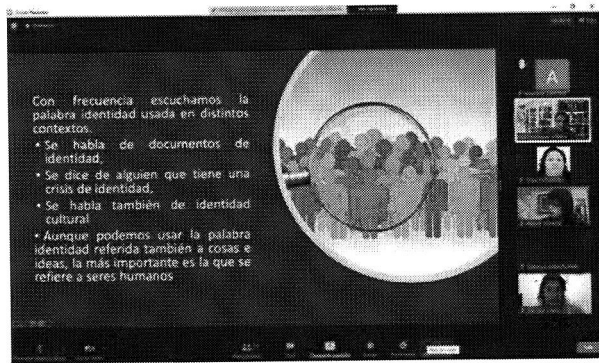 Con frecuencia escuchamos la
palabra identidad usada en distintos
contextos.
• Se habla de documentos de
identidad,
• Se dice de alguien que tiene una
crisis de identidad,
• Se habla también de identidad
cultural
• Aunque podemos usar la palabra
identidad referida también a cosas e
ideas, la más importante es la que se
refiere a seres humanos
A